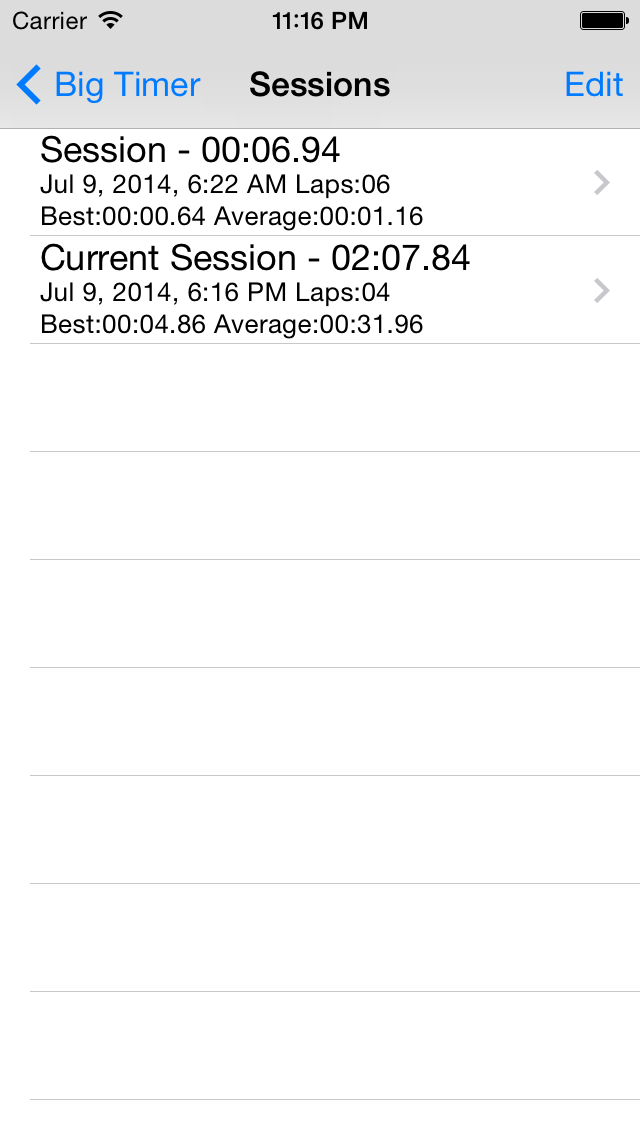 Carrier 11:16 PM
Big Timer Sessions Edit
Session - 00:06.94
Jul 9, 2014, 6:22 AM Laps:06
Best:00:00.64 Average:00:01.16
Current Session - 02:07.84
Jul 9, 2014, 6:16 PM Laps:04
Best:00:04.86 Average:00:31.96